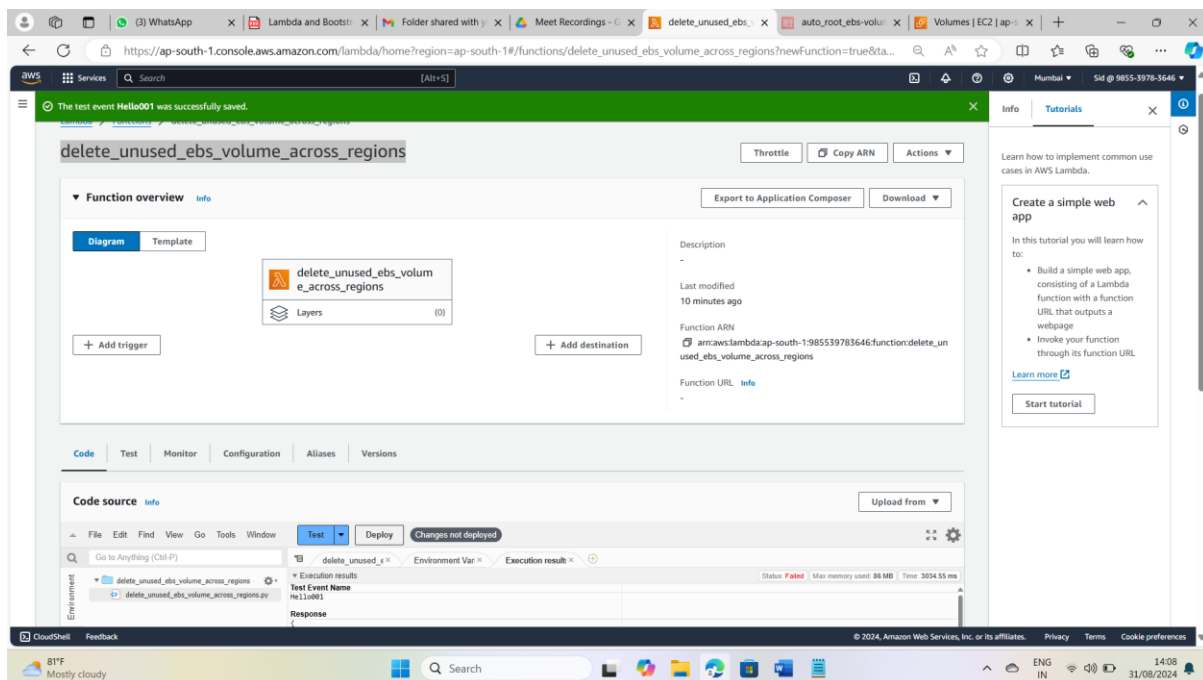 (3) WhatsApp
Lambda and Bootstr
Folder shared with y
Meet Recordings - G
delete_unused_ebs_
auto_root_ebs-volum
Volumes | EC2 | ap-s
https://ap-south-1.console.aws.amazon.com/lambda/home?region=ap-south-1#/functions/delete_unused_ebs_volume_across_regions?newFunction=true&ta...
aws
Services
Search
[Alt+S]
Mumbai
Sid @ 9855-3978-3646
The test event Hello001 was successfully saved.
Lambda > Functions > delete_unused_ebs_volume_across_regions
delete_unused_ebs_volume_across_regions
Throttle
Copy ARN
Actions
Function overview Info
Export to Application Composer
Download
Diagram
Template
delete_unused_ebs_volum
e_across_regions
Layers
(0)
+ Add trigger
+ Add destination
Description
-
Last modified
10 minutes ago
Function ARN
arn:aws:lambda:ap-south-1:985539783646:function:delete_un
used_ebs_volume_across_regions
Function URL Info
-
Code
Test
Monitor
Configuration
Aliases
Versions
Code source Info
Upload from
File Edit Find View Go Tools Window
Test
Deploy
Changes not deployed
Go to Anything (Ctrl-P)
delete_unused_e
Environment Var
Execution results
Environment
delete_unused_ebs_volume_across_regions
delete_unused_ebs_volume_across_regions.py
Execution results
Status: Failed
Max memory used: 86 MB
Time: 3034.55 ms
Test Event Name
Hello001
Response
{
Info
Tutorials
Learn how to implement common use
cases in AWS Lambda.
Create a simple web
app
In this tutorial you will learn how
to:
• Build a simple web app,
consisting of a Lambda
function with a function
URL that outputs a
webpage
• Invoke your function
through its function URL
Learn more
Start tutorial
CloudShell
Feedback
© 2024, Amazon Web Services, Inc. or its affiliates.
Privacy
Terms
Cookie preferences
81°F
Mostly cloudy
Search
ENG
IN
14:08
31/08/2024